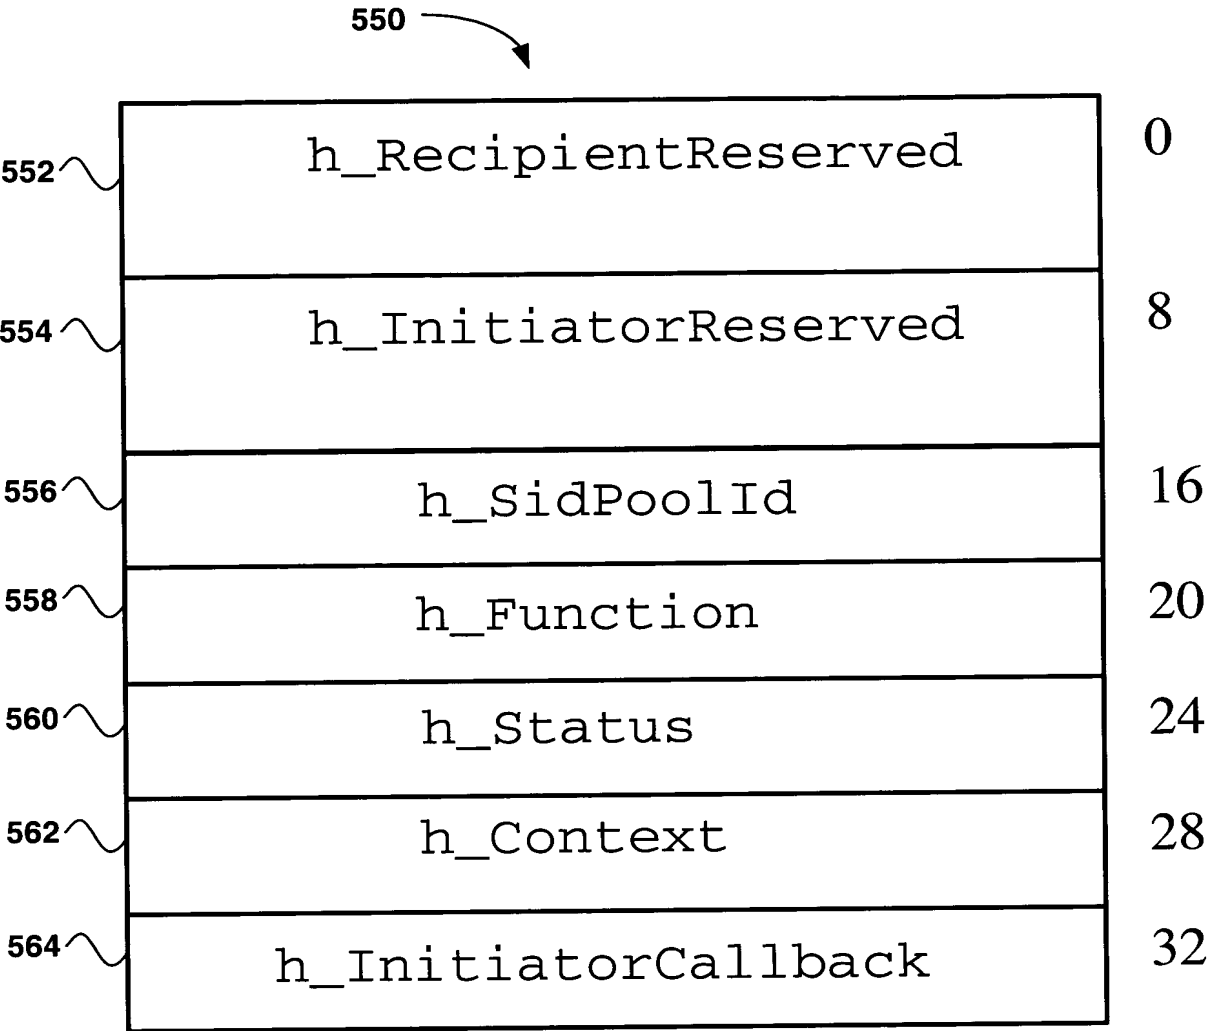 550
552 h_RecipientReserved 0
554 h_InitiatorReserved 8
556 h_SidPoolId 16
558 h_Function 20
560 h_Status 24
562 h_Context 28
564 h_InitiatorCallback 32